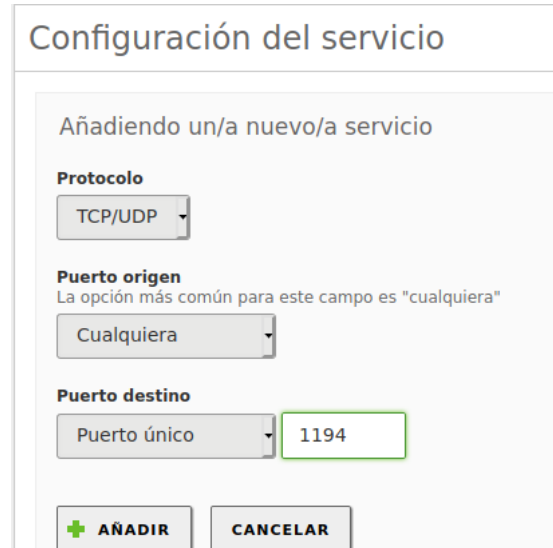 Configuración del servicio
Añadiendo un/a nuevo/a servicio
Protocolo
TCP/UDP
Puerto origen
La opción más común para este campo es "cualquiera"
Cualquiera
Puerto destino
Puerto único 1194
AÑADIR CANCELAR